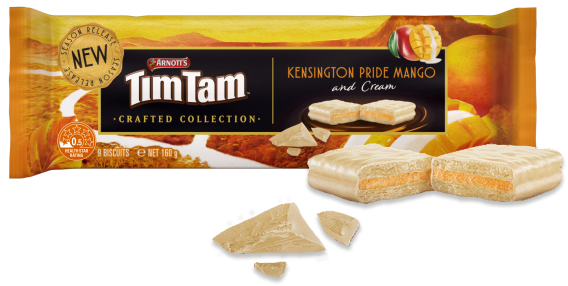 SEASON RELEASE
NEW
SEASON RELEASE
ARNOTT'S
TimTam
· CRAFTED COLLECTION ·
KENSINGTON PRIDE MANGO
and Cream
0.5
HEALTH STAR
RATING
9 BISCUITS ℮ NET 160 g